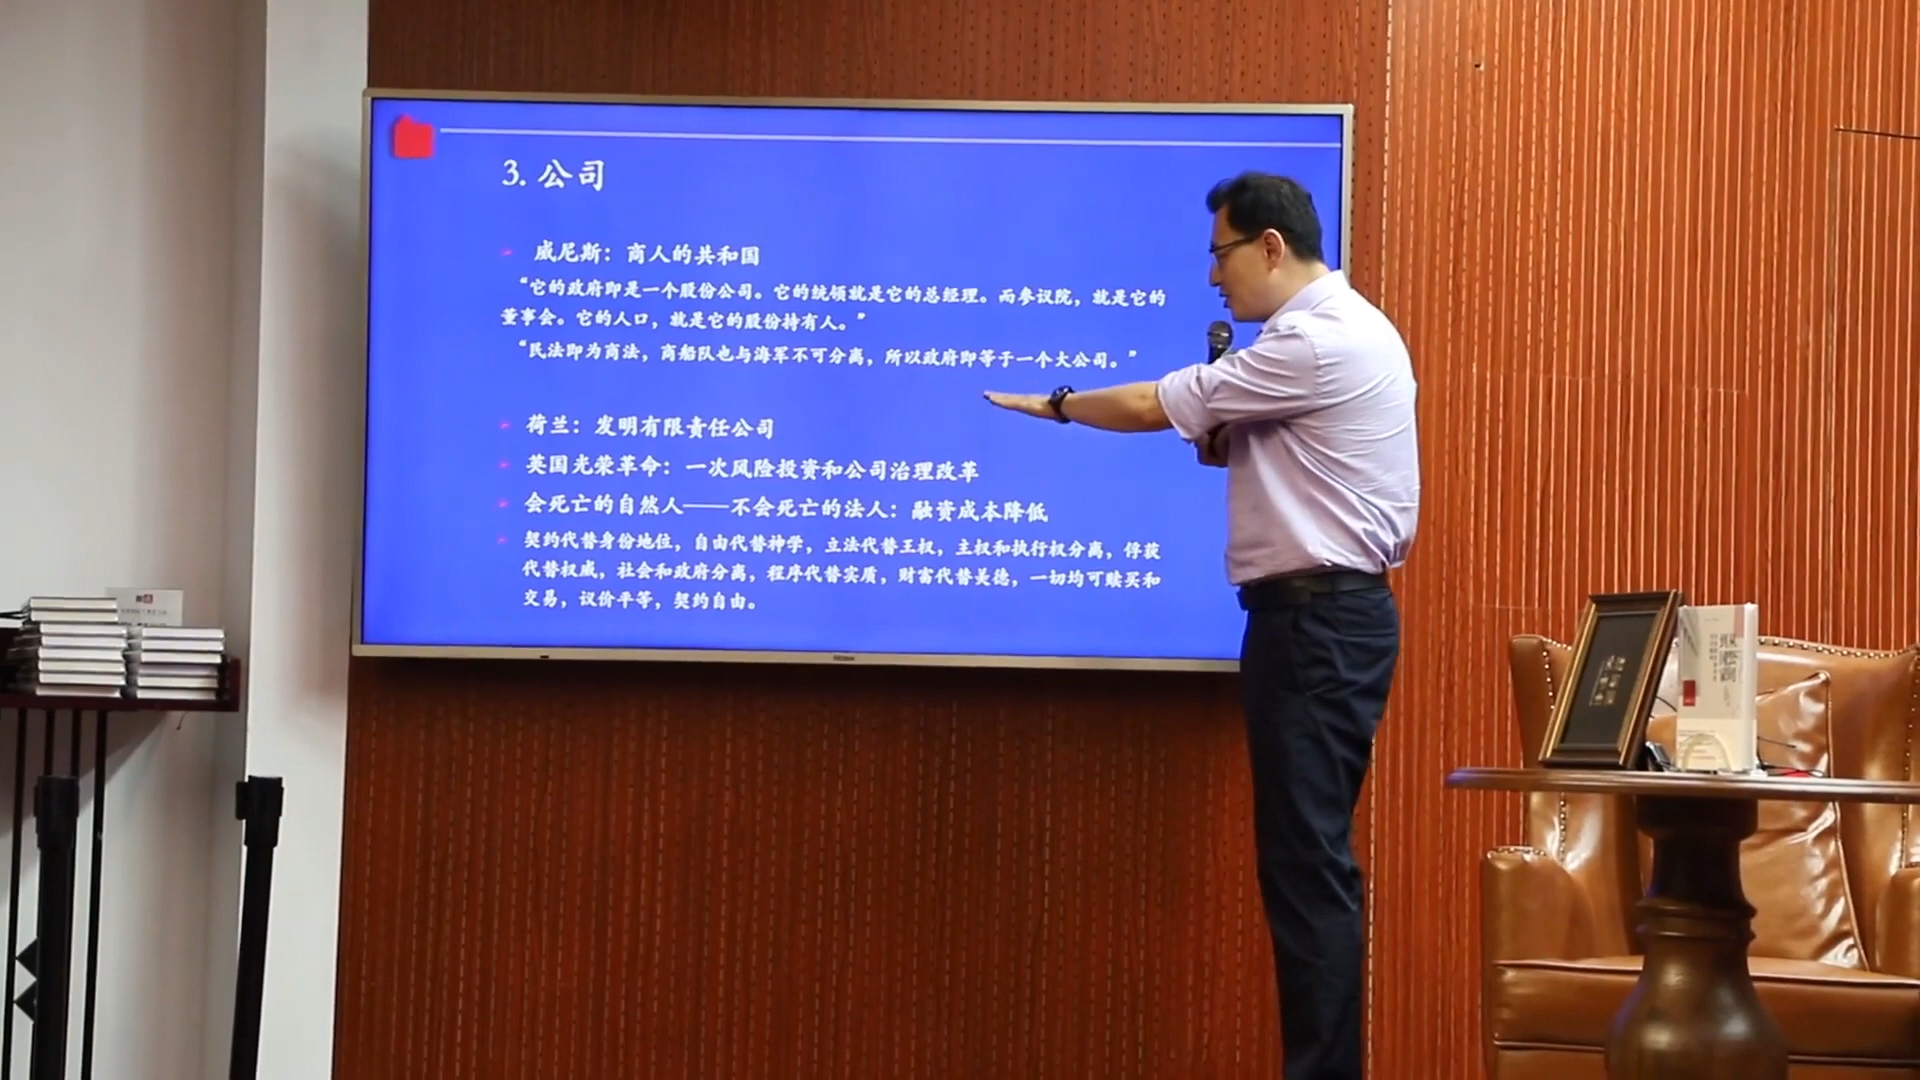 3. 公司
威尼斯：商人的共和国
“它的政府即是一个股份公司。它的统领就是它的总经理。而参议院，就是它的
董事会。它的人口，就是它的股份持有人。”
“民法即为商法，商船队也与海军不可分离，所以政府即等于一个大公司。”
荷兰：发明有限责任公司
英国光荣革命：一次风险投资和公司治理改革
会死亡的自然人——不会死亡的法人：融资成本降低
契约代替身份地位，自由代替神学，立法代替王权，主权和执行权分离，俘获
代替权威，社会和政府分离，程序代替实质，财富代替美德，一切均可赎买和
交易，议价平等，契约自由。